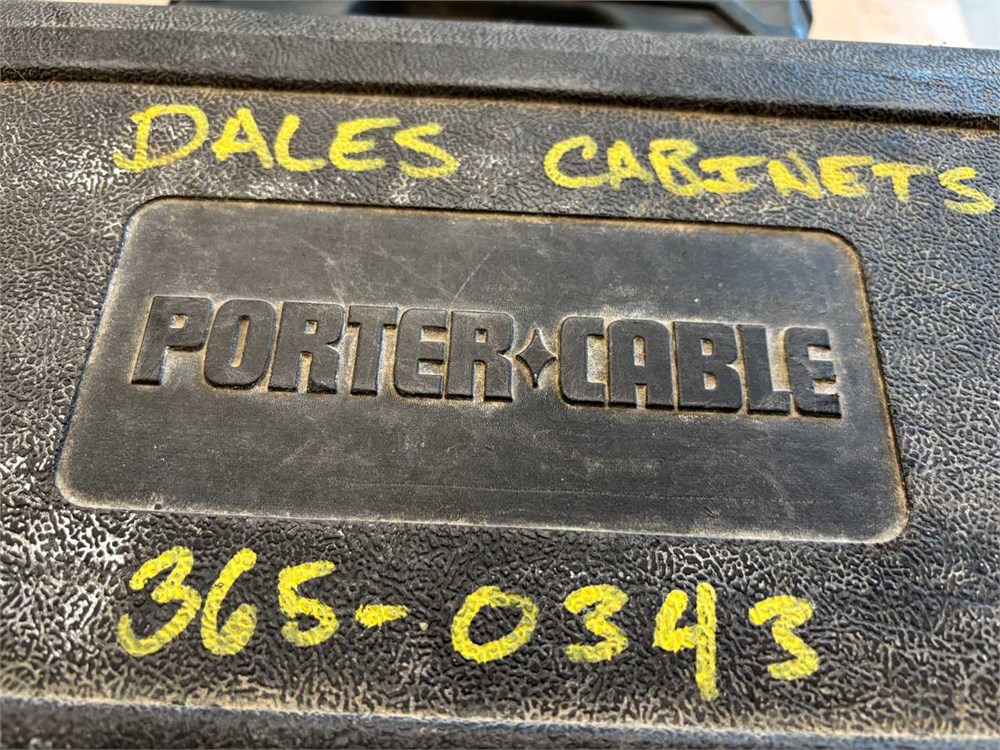 DALES CABINETS
PORTER CABLE
365-0343